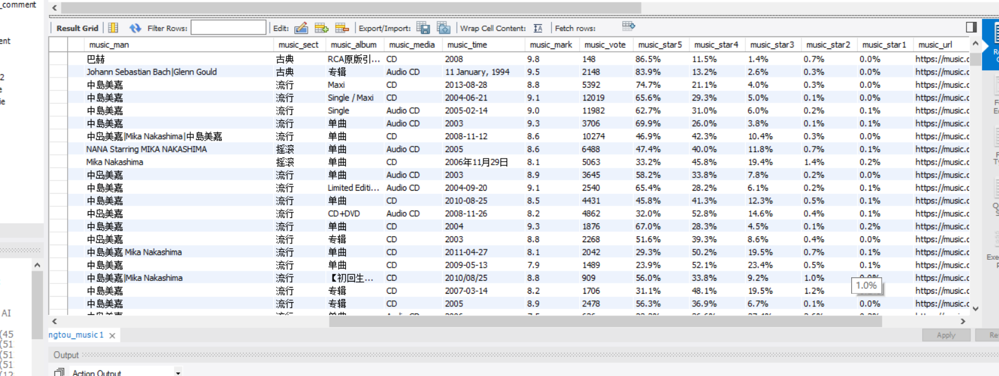 _comment
Result Grid Filter Rows: Edit: Export/Import: Wrap Cell Content: Fetch rows:
ent
music_man music_sect music_album music_media music_time music_mark music_vote music_star5 music_star4 music_star3 music_star2 music_star1 music_url
巴赫 古典 RCA原版引... CD 2008 9.8 148 86.5% 11.5% 1.4% 0.7% 0.0% https://music.c
Johann Sebastian Bach|Glenn Gould 古典 专辑 Audio CD 11 January, 1994 9.5 2148 83.9% 13.2% 2.6% 0.3% 0.0% https://music.c
2
中島美嘉 流行 Maxi CD 2013-08-28 8.8 5392 74.7% 21.1% 4.0% 0.3% 0.0% https://music.c
e
中島美嘉 流行 Single / Maxi CD 2004-06-21 9.1 12019 65.6% 29.3% 5.0% 0.1% 0.0% https://music.c
ie
中島美嘉 流行 Single Audio CD 2005-02-14 9.0 11982 62.7% 31.0% 6.0% 0.2% 0.1% https://music.c
中島美嘉 流行 单曲 Audio CD 2003 9.3 3706 69.9% 26.0% 3.8% 0.1% 0.1% https://music.c
中岛美嘉|Mika Nakashima|中島美嘉 流行 单曲 CD 2008-11-12 8.6 10274 46.9% 42.3% 10.4% 0.3% 0.0% https://music.c
NANA Starring MIKA NAKASHIMA 摇滚 单曲 Audio CD 2005 8.6 6488 47.4% 40.0% 11.8% 0.7% 0.1% https://music.c
Mika Nakashima 摇滚 单曲 CD 2006年11月29日 8.1 5063 33.2% 45.8% 19.4% 1.4% 0.2% https://music.c
中岛美嘉 流行 单曲 Audio CD 2003 8.9 3645 58.2% 33.8% 7.8% 0.2% 0.0% https://music.c
中島美嘉 流行 Limited Editi... Audio CD 2004-09-20 9.1 2540 65.4% 28.2% 6.1% 0.2% 0.1% https://music.c
中島美嘉 流行 单曲 CD 2010-08-25 8.5 4431 45.8% 41.3% 12.3% 0.5% 0.1% https://music.c
中岛美嘉 流行 CD+DVD Audio CD 2008-11-26 8.2 4862 32.0% 52.8% 14.6% 0.4% 0.1% https://music.c
中島美嘉 流行 单曲 CD 2004 9.3 1876 67.0% 28.3% 4.5% 0.1% 0.2% https://music.c
中岛美嘉 流行 专辑 CD 2003 8.8 2268 51.6% 39.3% 8.6% 0.4% 0.0% https://music.c
中島美嘉 Mika Nakashima 流行 单曲 CD 2011-04-27 8.1 2042 29.3% 50.2% 19.5% 0.7% 0.1% https://music.c
中島美嘉 流行 单曲 CD 2009-05-13 7.9 1489 23.9% 52.1% 23.4% 0.5% 0.1% https://music.c
中島美嘉|Mika Nakashima 流行 【初回生... CD 2010/08/25 8.8 909 56.0% 33.8% 9.2% 1.0% https://music.c
1.0%
中島美嘉 流行 专辑 CD 2007-03-14 8.2 1706 31.1% 48.1% 19.5% 1.2% https://music.c
中島美嘉 流行 专辑 CD 2005 8.9 2478 56.3% 36.9% 6.7% 0.1% 0.0% https://music.c
AI
(45
ngtou_music1
Apply
Re
(51
(51
Output
(51
Action Output